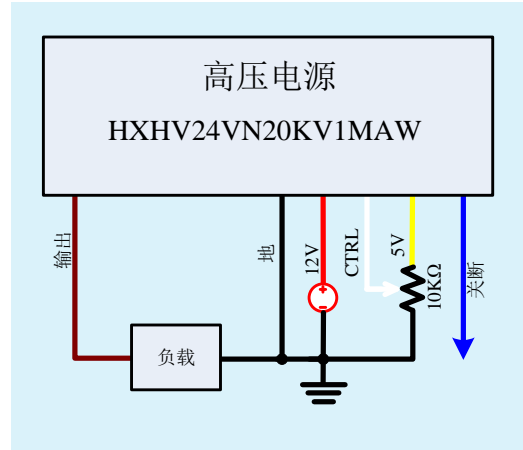 高压电源
HXHV24VN20KV1MAW
输出
地
12V
CTRL
5V
10KΩ
关断
负载